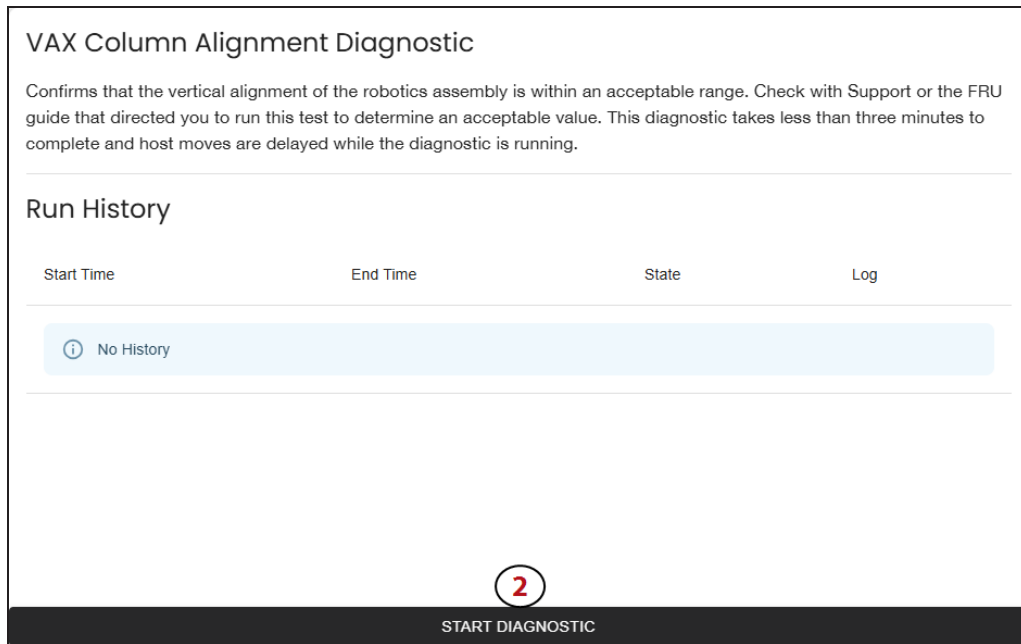 VAX Column Alignment Diagnostic
Confirms that the vertical alignment of the robotics assembly is within an acceptable range. Check with Support or the FRU
guide that directed you to run this test to determine an acceptable value. This diagnostic takes less than three minutes to
complete and host moves are delayed while the diagnostic is running.
Run History
Start Time End Time State Log
No History
2
START DIAGNOSTIC